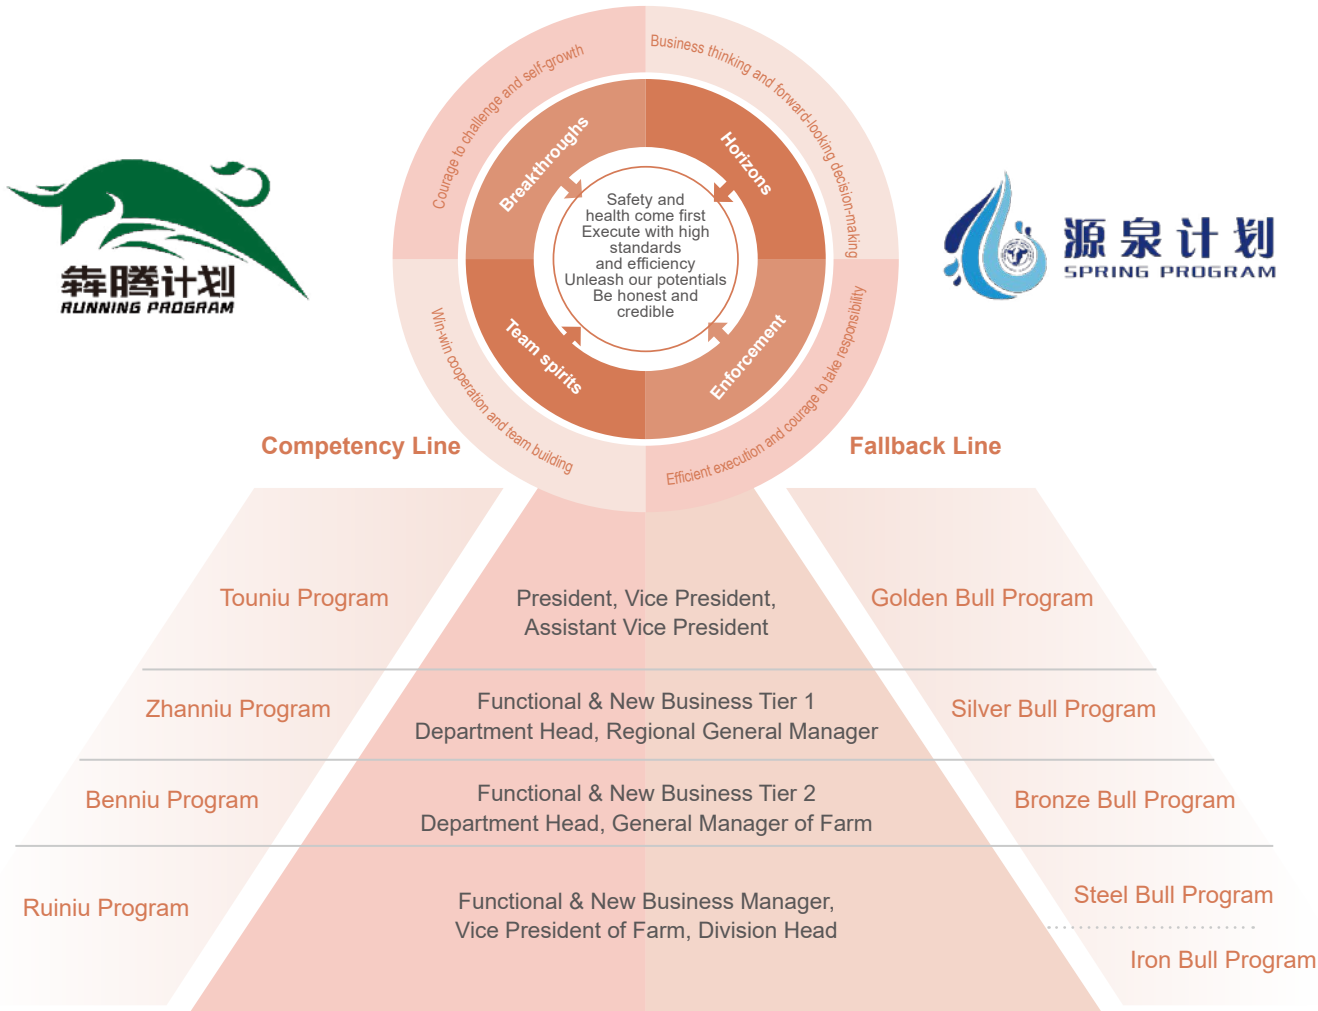 Courage to challenge and self-growth
Business thinking and forward-looking decision-making
Breakthroughs
Horizons
Safety and
health come first
Execute with high
standards
and efficiency
Unleash our potentials
Be honest and
credible
犇腾计划
RUNNING PROGRAM
源泉计划
SPRING PROGRAM
Team spirits
Enforcement
Win-win cooperation and team building
Efficient execution and courage to take responsibility
Competency Line
Fallback Line
Touniu Program
President, Vice President,
Assistant Vice President
Golden Bull Program
Zhanniu Program
Functional & New Business Tier 1
Department Head, Regional General Manager
Silver Bull Program
Benniu Program
Functional & New Business Tier 2
Department Head, General Manager of Farm
Bronze Bull Program
Ruiniu Program
Functional & New Business Manager,
Vice President of Farm, Division Head
Steel Bull Program
Iron Bull Program